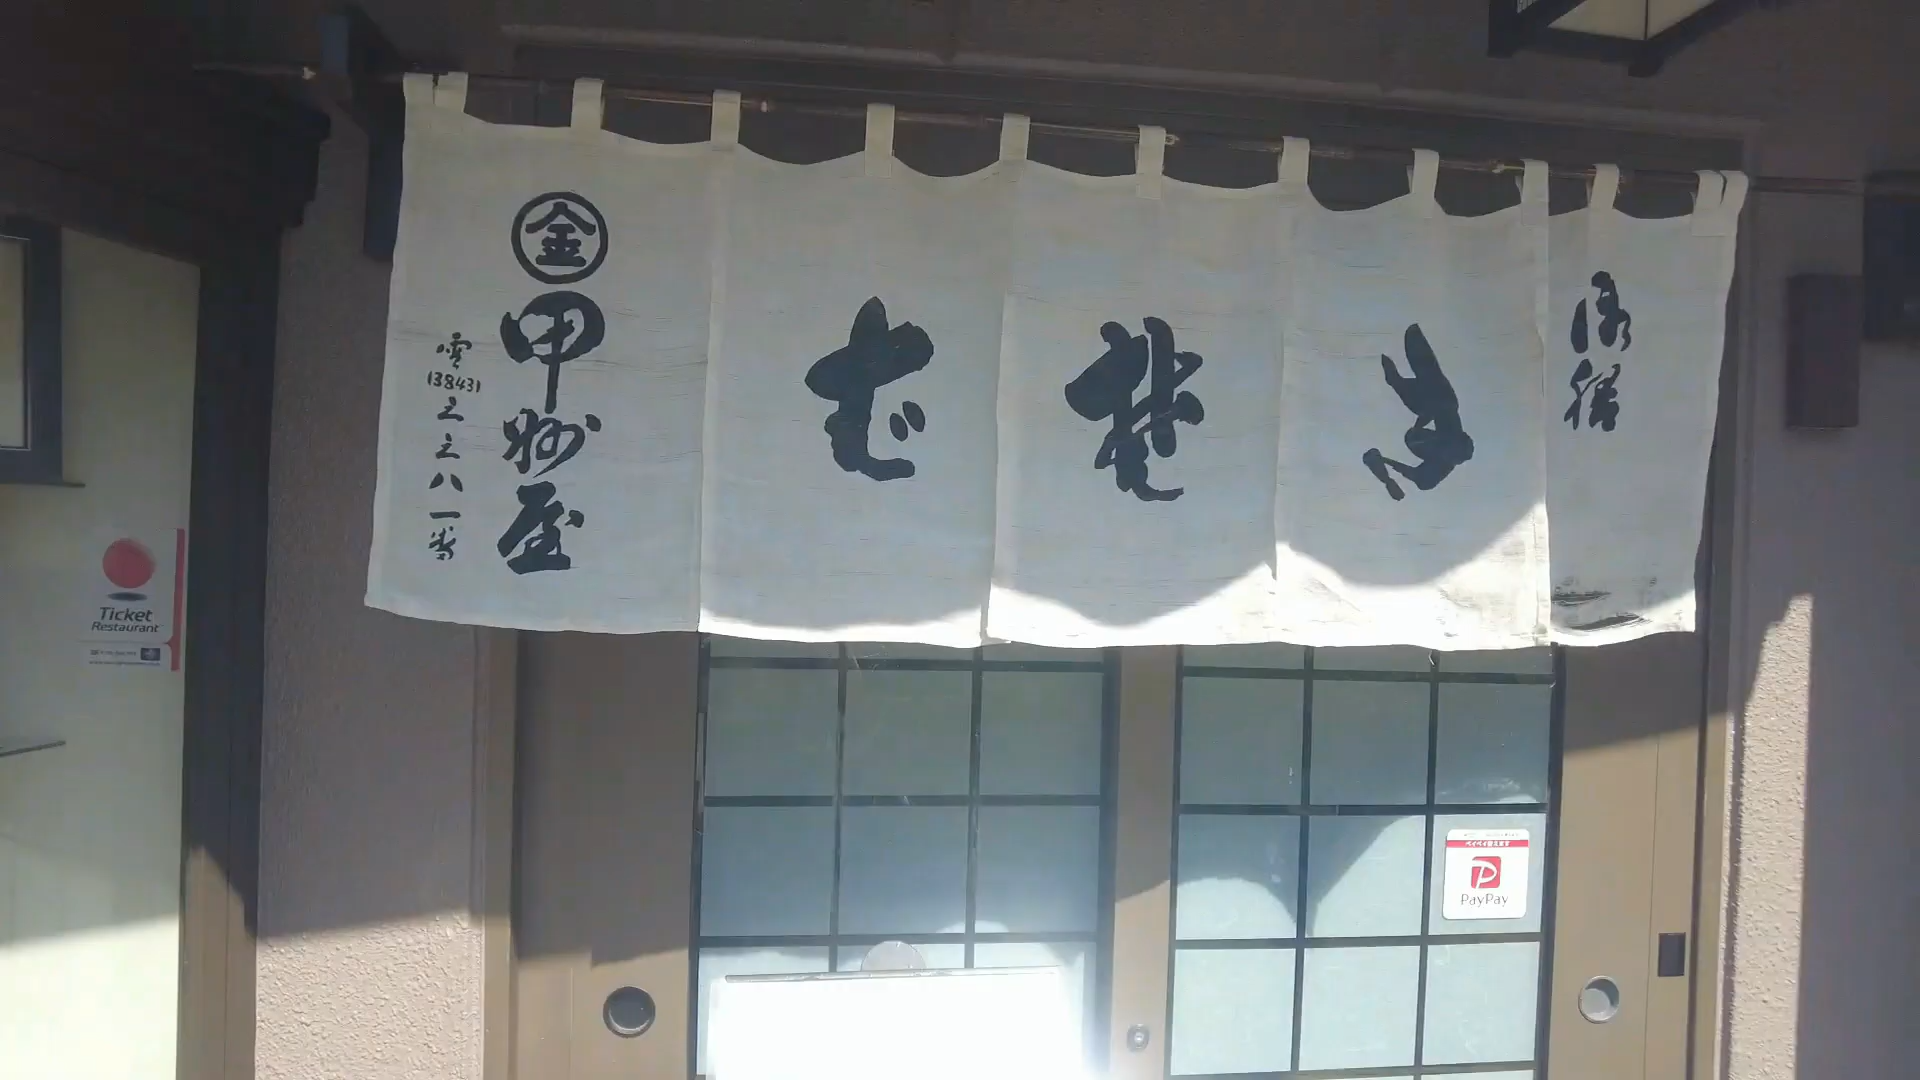 御膳
きそば
㊎甲州屋
電
(3843)
二二八一番
Ticket
Restaurant
PayPay